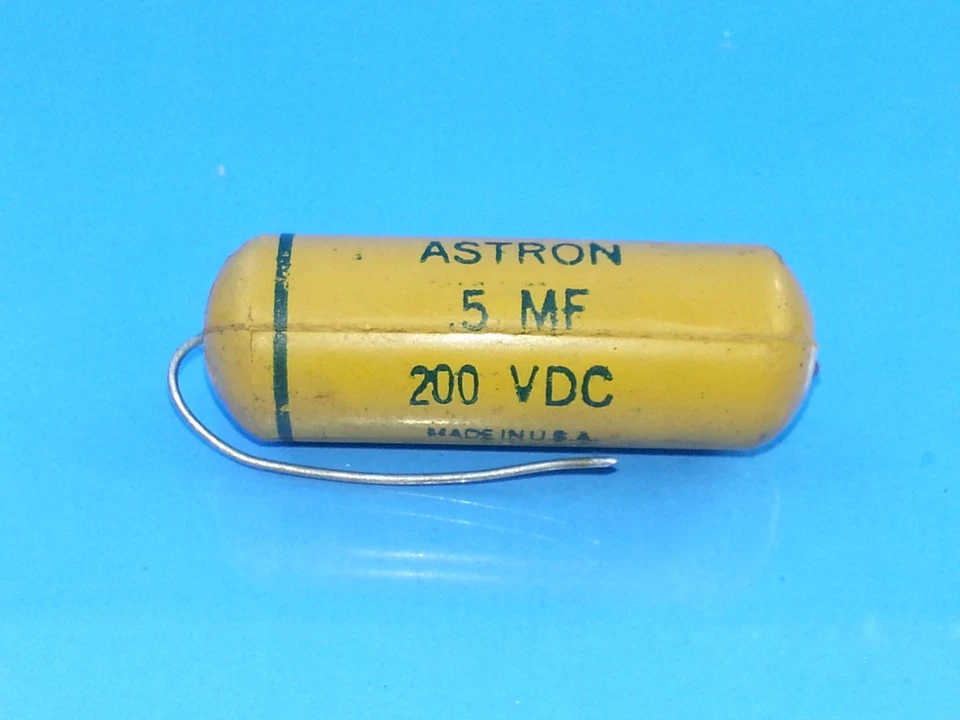 ASTRON
.5 MF
200 VDC
MADE IN U.S.A.